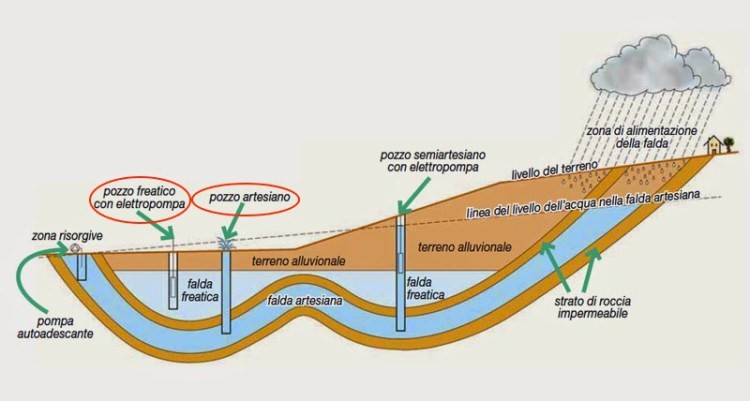 zona di alimentazione
della falda
pozzo semiartesiano
con elettropompa
livello del terreno
pozzo freatico
con elettropompa
pozzo artesiano
linea del livello dell'acqua nella falda artesiana
zona risorgive
terreno alluvionale
terreno alluvionale
falda
freatica
falda artesiana
falda
freatica
strato di roccia
impermeabile
pompa
autoadescante